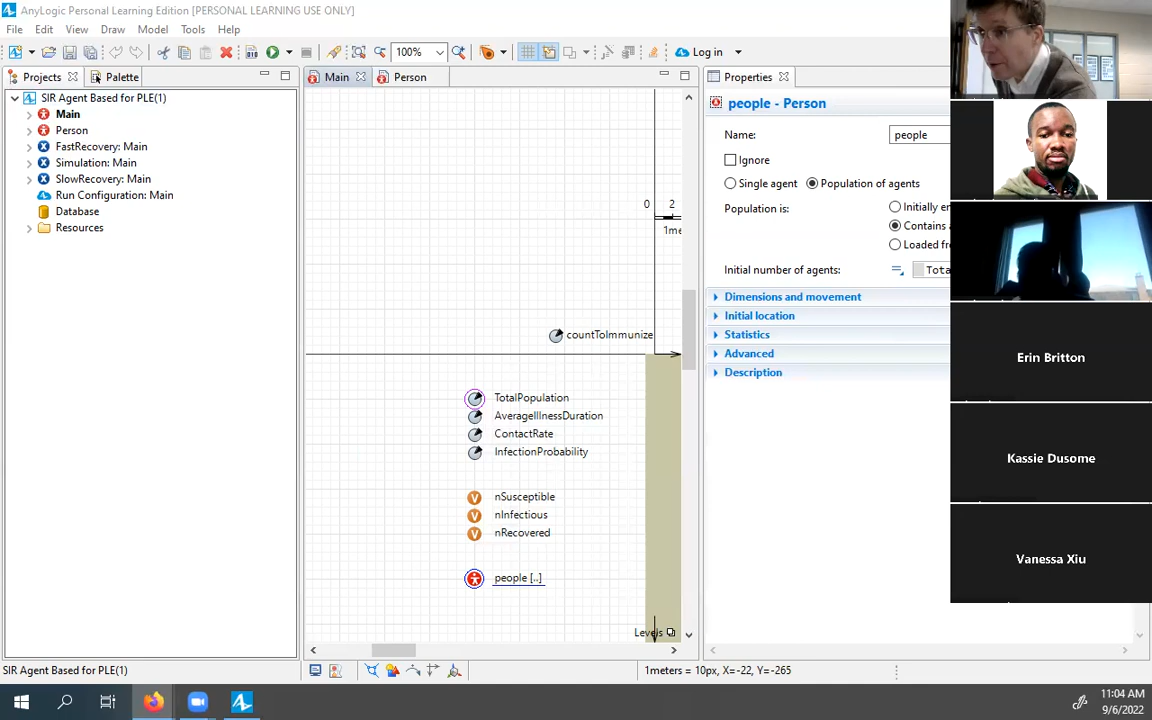 AnyLogic Personal Learning Edition [PERSONAL LEARNING USE ONLY]
File Edit View Draw Model Tools Help
100%
Log in
Projects
Palette
Main
Person
Properties
SIR Agent Based for PLE(1)
Main
Person
FastRecovery: Main
Simulation: Main
SlowRecovery: Main
Run Configuration: Main
Database
Resources
0 2
1me
countToImmunize
TotalPopulation
AverageIllnessDuration
ContactRate
InfectionProbability
nSusceptible
nInfectious
nRecovered
people [..]
Levels
people - Person
Name: people
Ignore
Single agent Population of agents
Population is: Initially en
Contains
Loaded fr
Initial number of agents: Tota
Dimensions and movement
Initial location
Statistics
Advanced
Description
Erin Britton
Kassie Dusome
Vanessa Xiu
SIR Agent Based for PLE(1)
1meters = 10px, X=-22, Y=-265
11:04 AM
9/6/2022